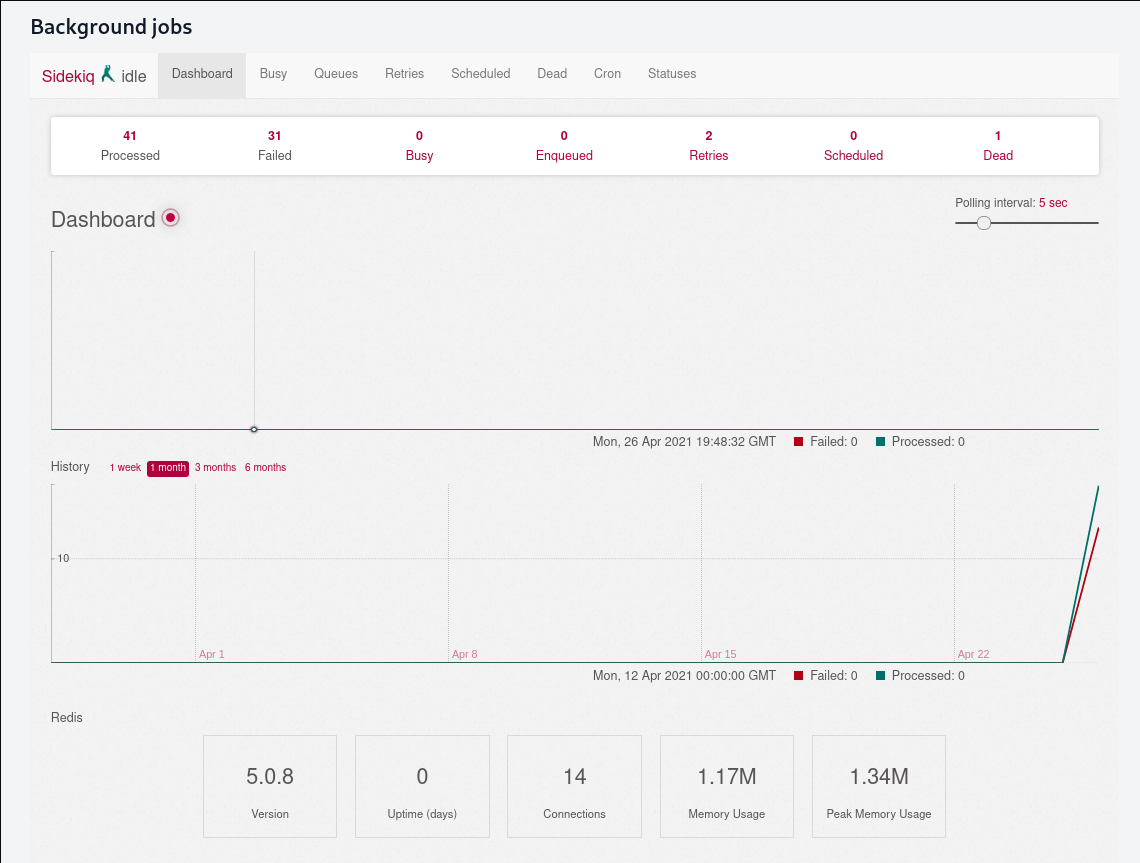 Background jobs
Sidekiq idle Dashboard Busy Queues Retries Scheduled Dead Cron Statuses
41 31 0 0 2 0 1
Processed Failed Busy Enqueued Retries Scheduled Dead
Polling interval: 5 sec
Dashboard
Mon, 26 Apr 2021 19:48:32 GMT Failed: 0 Processed: 0
History 1 week 1 month 3 months 6 months
10
Apr 1 Apr 8 Apr 15 Apr 22
Mon, 12 Apr 2021 00:00:00 GMT Failed: 0 Processed: 0
Redis
5.0.8 0 14 1.17M 1.34M
Version Uptime (days) Connections Memory Usage Peak Memory Usage